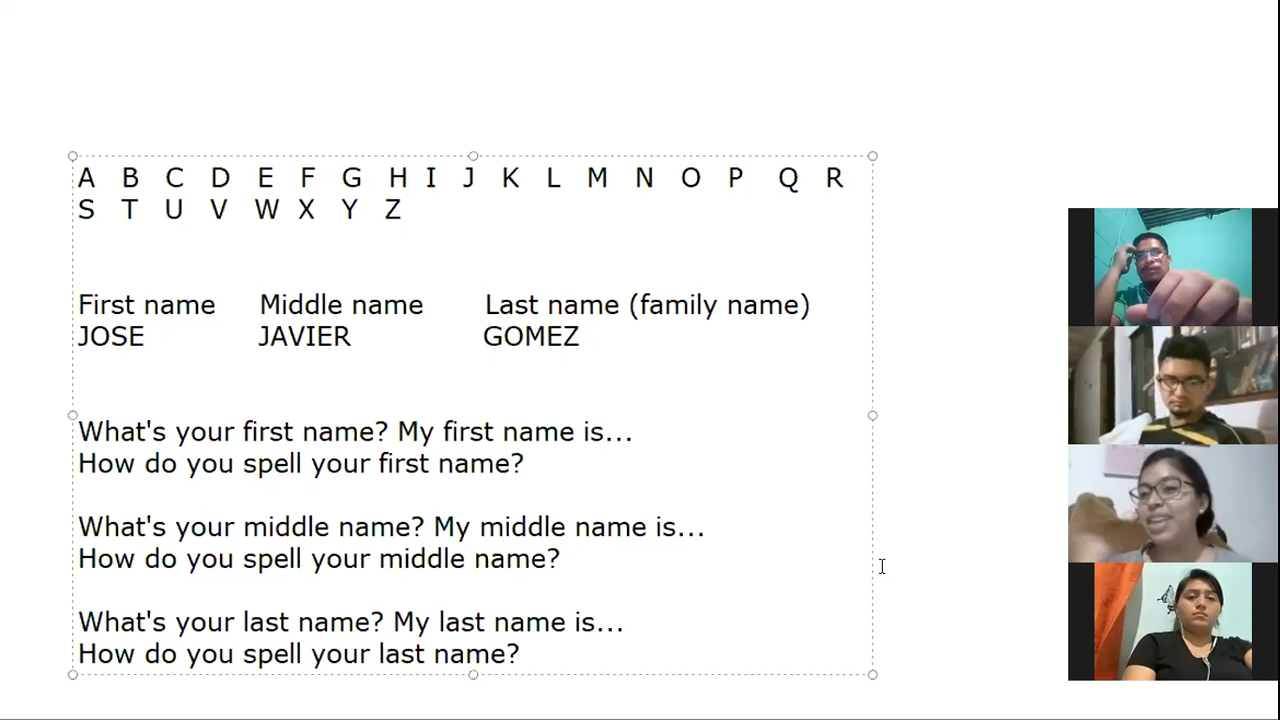 A B C D E F G H I J K L M N O P Q R
S T U V W X Y Z
First name Middle name Last name (family name)
JOSE JAVIER GOMEZ
What's your first name? My first name is...
How do you spell your first name?
What's your middle name? My middle name is...
How do you spell your middle name?
What's your last name? My last name is...
How do you spell your last name?